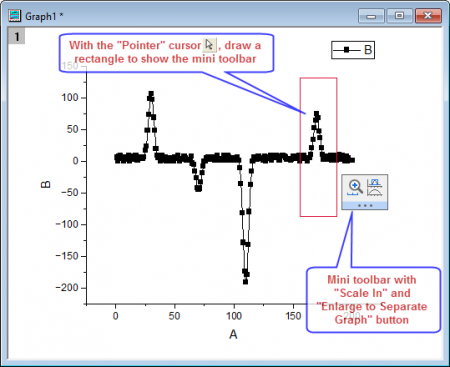 Graph1 *
1
With the "Pointer" cursor , draw a
rectangle to show the mini toolbar
B
150
100
50
0
−50
−100
−150
−200
B
0
50
100
150
200
A
Mini toolbar with
"Scale In" and
"Enlarge to Separate
Graph" button